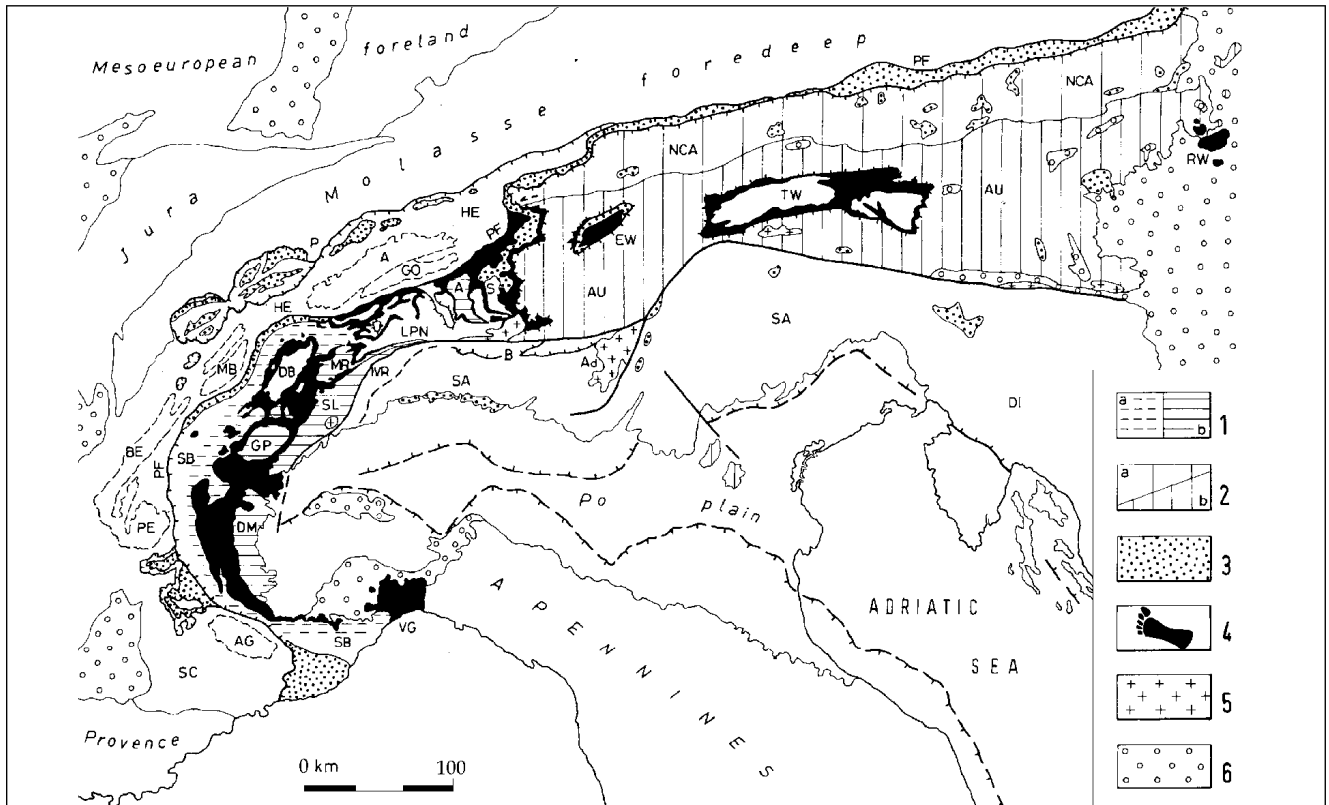 Mesoeuropean foreland
Jura
Molasse foredeep
PF
NCA
NCA
RW
HE
P
A
GO
PF
EW
TW
AU
HE
A
S
AU
LPN
SA
B
MB
DB
MR
IVR
Ad
SA
SL
DI
GP
BE
PF
SB
Po plain
PE
DM
AG
SB
VG
SC
Provence
APENNINES
ADRIATIC
SEA
0 km 100
a
b
1
a
b
2
3
4
5
6